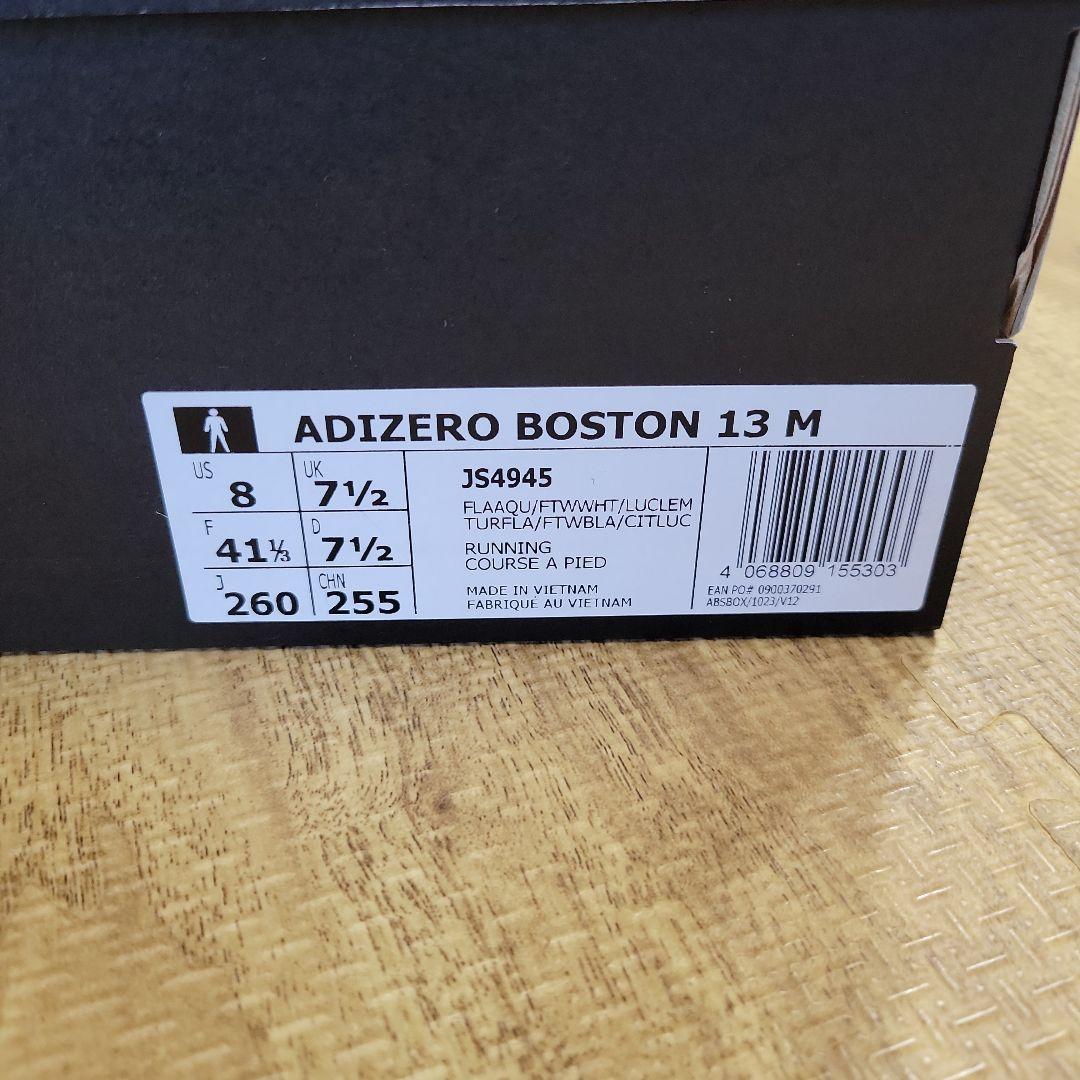 ADIZERO BOSTON 13 M
US 8 UK 7½
F 41⅓ D 7½
J 260 CHN 255
JS4945
FLAAQU/FTWWHT/LUCLEM
TURFLA/FTWBLA/CITLUC
RUNNING
COURSE A PIED
MADE IN VIETNAM
FABRIQUÉ AU VIETNAM
4 068809 155303
EAN PO# 0900370291
ABSBOX/1023/V12